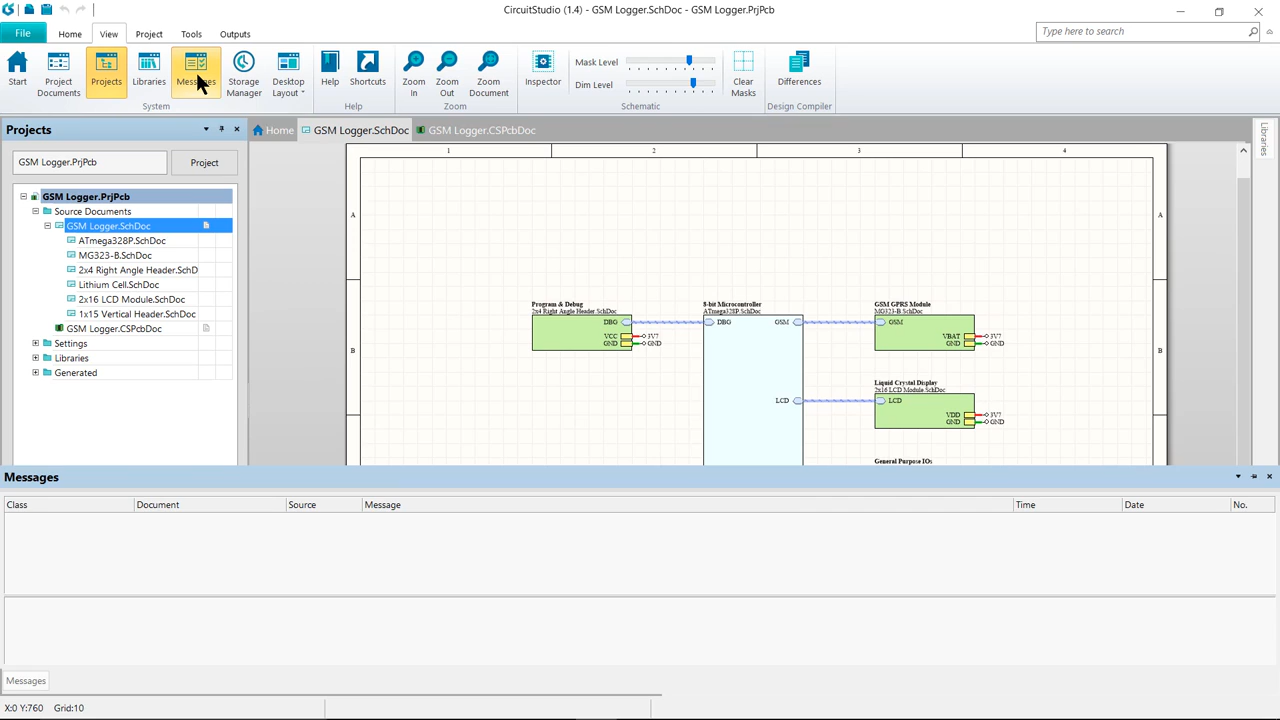 CircuitStudio (1.4) - GSM Logger.SchDoc - GSM Logger.PrjPcb
File
Home
View
Project
Tools
Outputs
Type here to search
Start
Project Documents
Projects
Libraries
Messages
Storage Manager
Desktop Layout
Help
Shortcuts
Zoom In
Zoom Out
Zoom Document
Inspector
Mask Level
Dim Level
Clear Masks
Differences
System
Help
Zoom
Schematic
Design Compiler
Projects
Home
GSM Logger.SchDoc
GSM Logger.CSPcbDoc
Libraries
GSM Logger.PrjPcb
Project
GSM Logger.PrjPcb
Source Documents
GSM Logger.SchDoc
ATmega328P.SchDoc
MG323-B.SchDoc
2x4 Right Angle Header.SchD
Lithium Cell.SchDoc
2x16 LCD Module.SchDoc
1x15 Vertical Header.SchDoc
GSM Logger.CSPcbDoc
Settings
Libraries
Generated
1
2
3
4
A
A
B
B
Program & Debug
2x4 Right Angle Header.SchDoc
DBG
VCC
3V7
GND
GND
8-bit Microcontroller
ATmega328P.SchDoc
DBG
GSM
LCD
GSM GPRS Module
MG323-B.SchDoc
GSM
VBAT
3V7
GND
GND
Liquid Crystal Display
2x16 LCD Module.SchDoc
LCD
VDD
3V7
GND
GND
General Purpose IOs
Messages
Class
Document
Source
Message
Time
Date
No.
Messages
X:0 Y:760
Grid:10